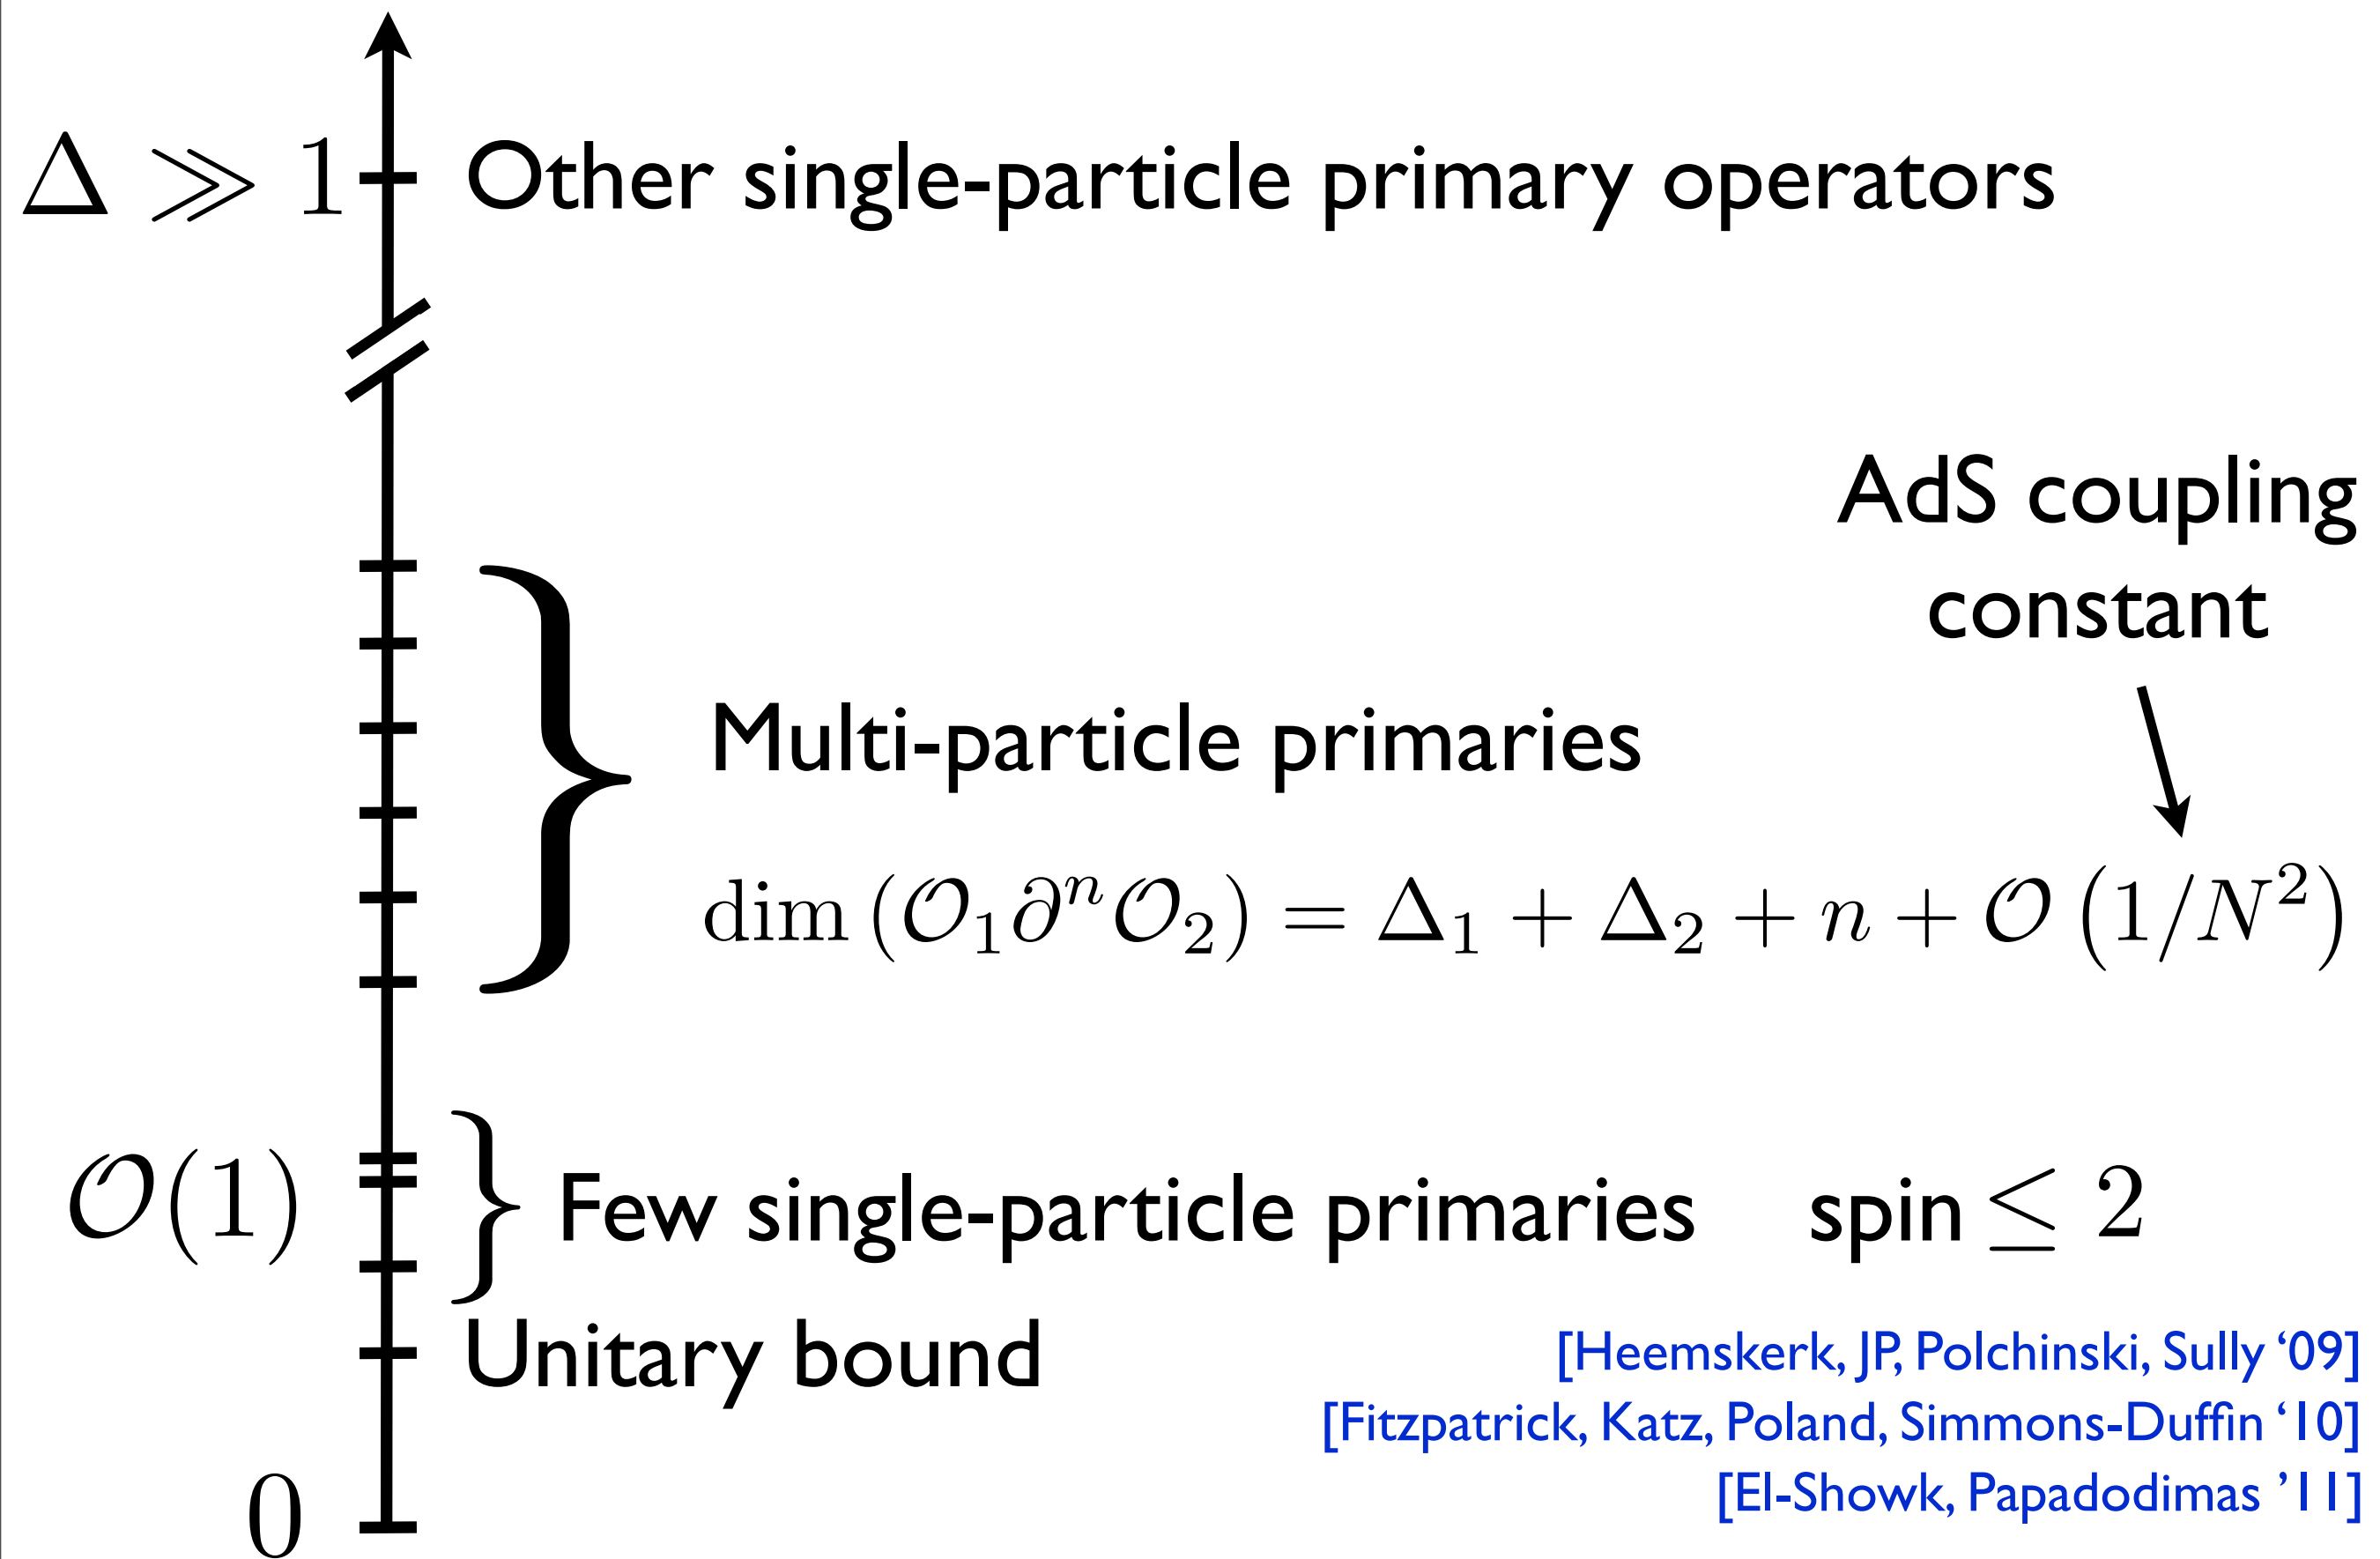 Δ ⋙ 1 Other single-particle primary operators
AdS coupling
constant
Multi-particle primaries
dim (𝒪₁∂ⁿ𝒪₂) = Δ₁ + Δ₂ + n + 𝒪 (1/N²)
𝒪(1) Few single-particle primaries spin ≤ 2
Unitary bound
[Heemskerk, JP, Polchinski, Sully ‘09]
[Fitzpatrick, Katz, Poland, Simmons-Duffin ‘10]
[El-Showk, Papadodimas ’11]
0